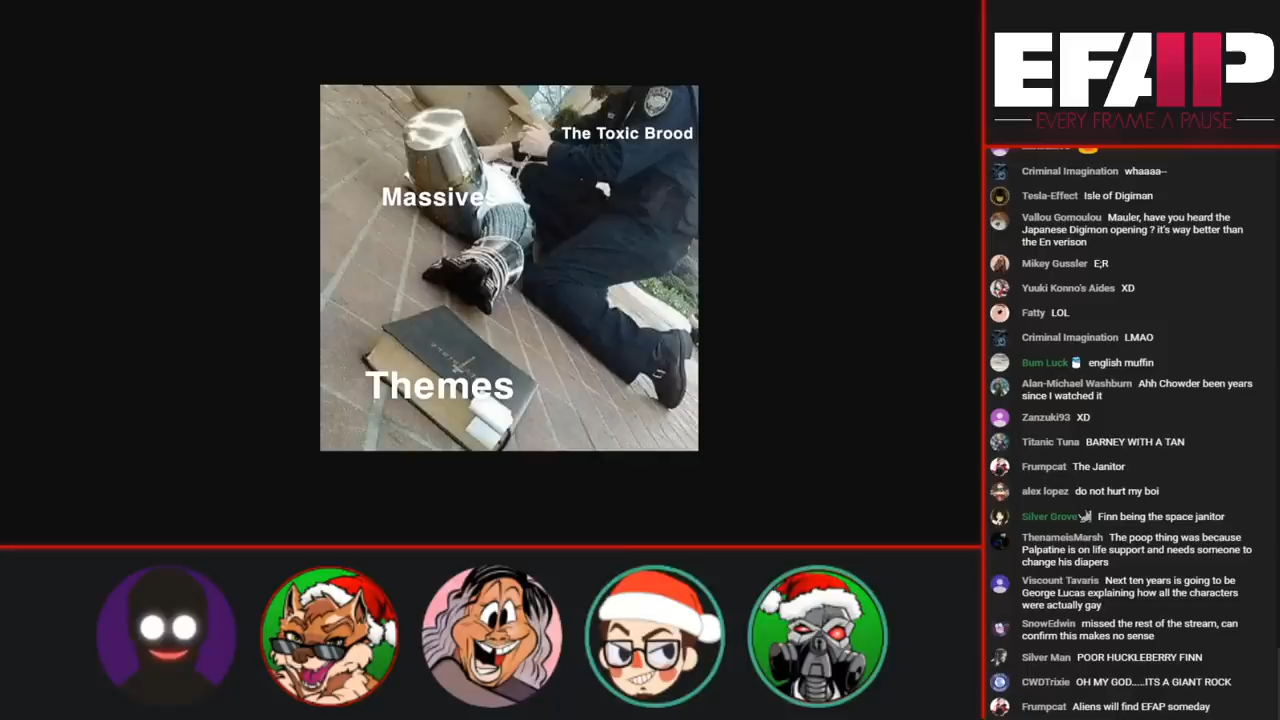 The Toxic Brood
Massives
Themes
EFAP
EVERY FRAME A PAUSE
Criminal Imagination whaaaa--
Tesla-Effect Isle of Digiman
Vallou Gomoulou Mauler, have you heard the
Japanese Digimon opening ? it's way better than
the En verison
Mikey Gussler E;R
Yuuki Konno's Aides XD
Fatty LOL
Criminal Imagination LMAO
Bum Luck english muffin
Alan-Michael Washburn Ahh Chowder been years
since I watched it
Zanzuki93 XD
Titanic Tuna BARNEY WITH A TAN
Frumpcat The Janitor
alex lopez do not hurt my boi
Silver Grove Finn being the space janitor
ThenameisMarsh The poop thing was because
Palpatine is on life support and needs someone to
change his diapers
Viscount Tavaris Next ten years is going to be
George Lucas explaining how all the characters
were actually gay
SnowEdwin missed the rest of the stream, can
confirm this makes no sense
Silver Man POOR HUCKLEBERRY FINN
CWDTrixie OH MY GOD.....ITS A GIANT ROCK
Frumpcat Aliens will find EFAP someday